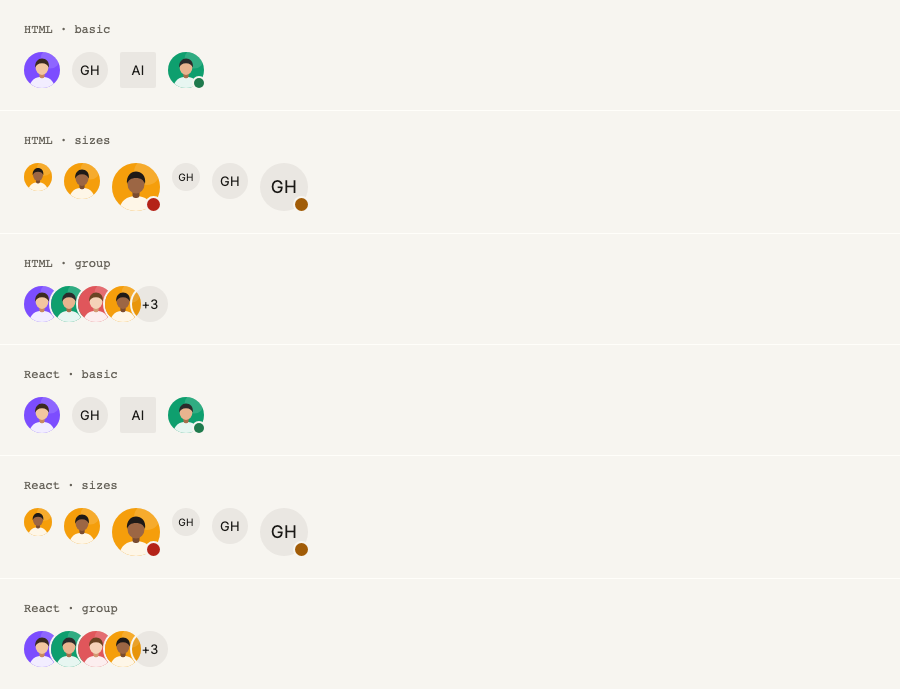 HTML · basic
GH AI
HTML · sizes
GH GH GH
HTML · group
+3
React · basic
GH AI
React · sizes
GH GH GH
React · group
+3